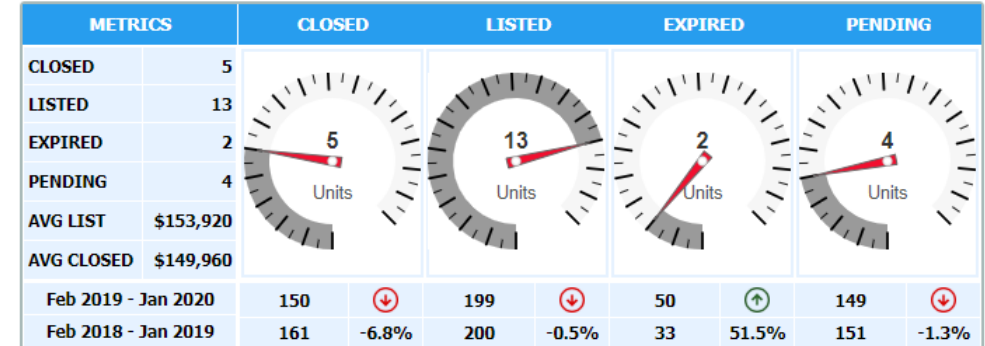 METRICS CLOSED LISTED EXPIRED PENDING
CLOSED 5
LISTED 13
EXPIRED 2
PENDING 4
AVG LIST $153,920
AVG CLOSED $149,960
5
Units
13
Units
2
Units
4
Units
Feb 2019 - Jan 2020 150 199 50 149
Feb 2018 - Jan 2019 161 -6.8% 200 -0.5% 33 51.5% 151 -1.3%